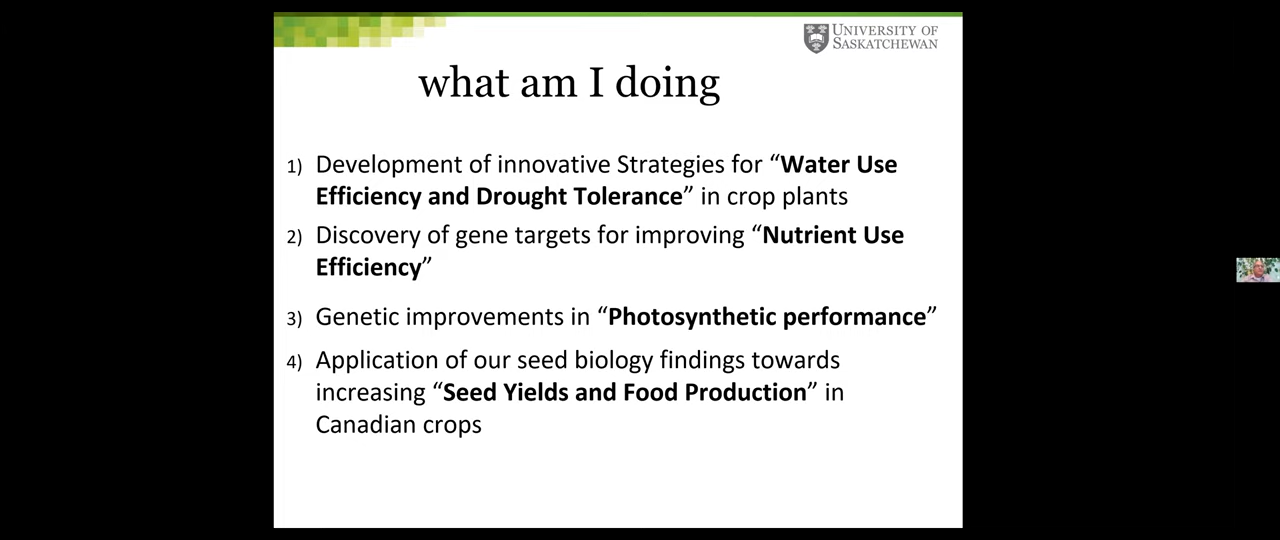 UNIVERSITY OF
SASKATCHEWAN
what am I doing
1) Development of innovative Strategies for “Water Use
Efficiency and Drought Tolerance” in crop plants
2) Discovery of gene targets for improving “Nutrient Use
Efficiency”
3) Genetic improvements in “Photosynthetic performance”
4) Application of our seed biology findings towards
increasing “Seed Yields and Food Production” in
Canadian crops